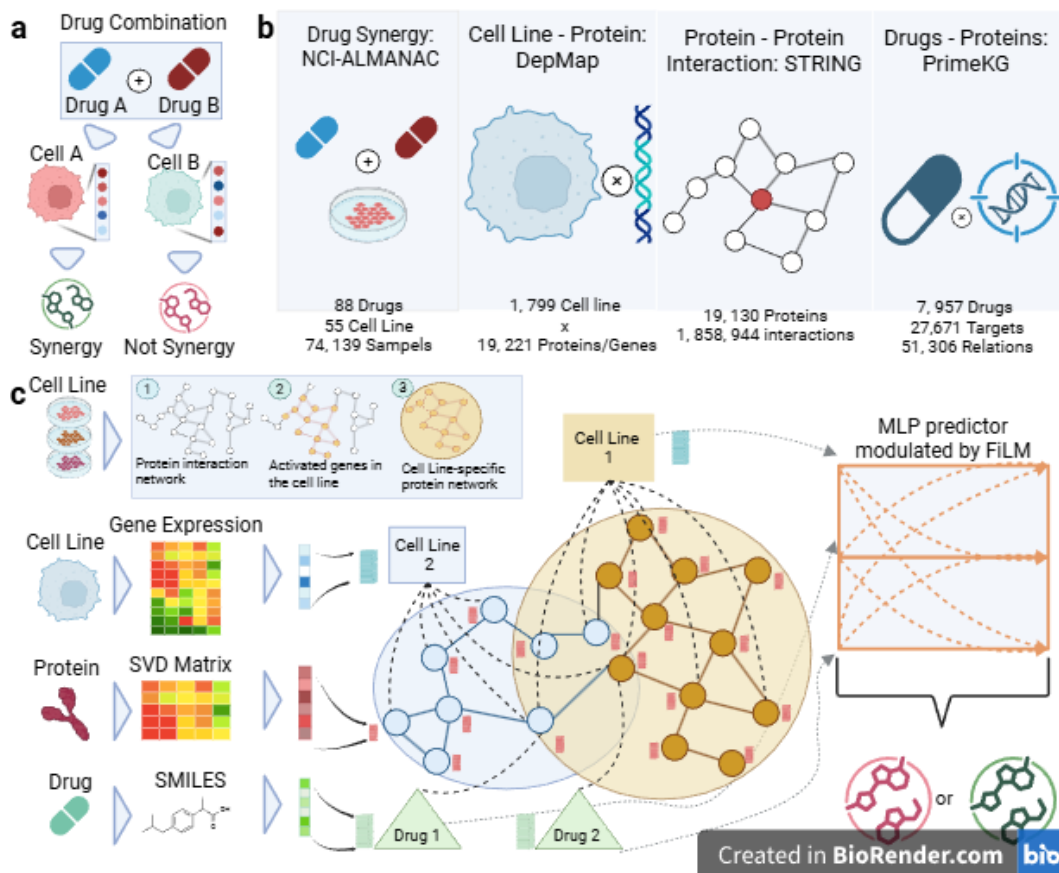 a
Drug Combination
+
Drug A
Drug B
Cell A
Cell B
Synergy
Not Synergy
b
Drug Synergy:
NCI-ALMANAC
+
88 Drugs
55 Cell Line
74, 139 Sampels
Cell Line - Protein:
DepMap
x
1, 799 Cell line
x
19, 221 Proteins/Genes
Protein - Protein
Interaction: STRING
19, 130 Proteins
1, 858, 944 interactions
Drugs - Proteins:
PrimeKG
x
7, 957 Drugs
27,671 Targets
51, 306 Relations
c
Cell Line
1
Protein interaction
network
2
Activated genes in
the cell line
3
Cell Line-specific
protein network
Cell Line
Gene Expression
Protein
SVD Matrix
Drug
SMILES
Cell Line
2
Cell Line
1
Drug 1
Drug 2
MLP predictor
modulated by FiLM
or
Created in BioRender.com
bio